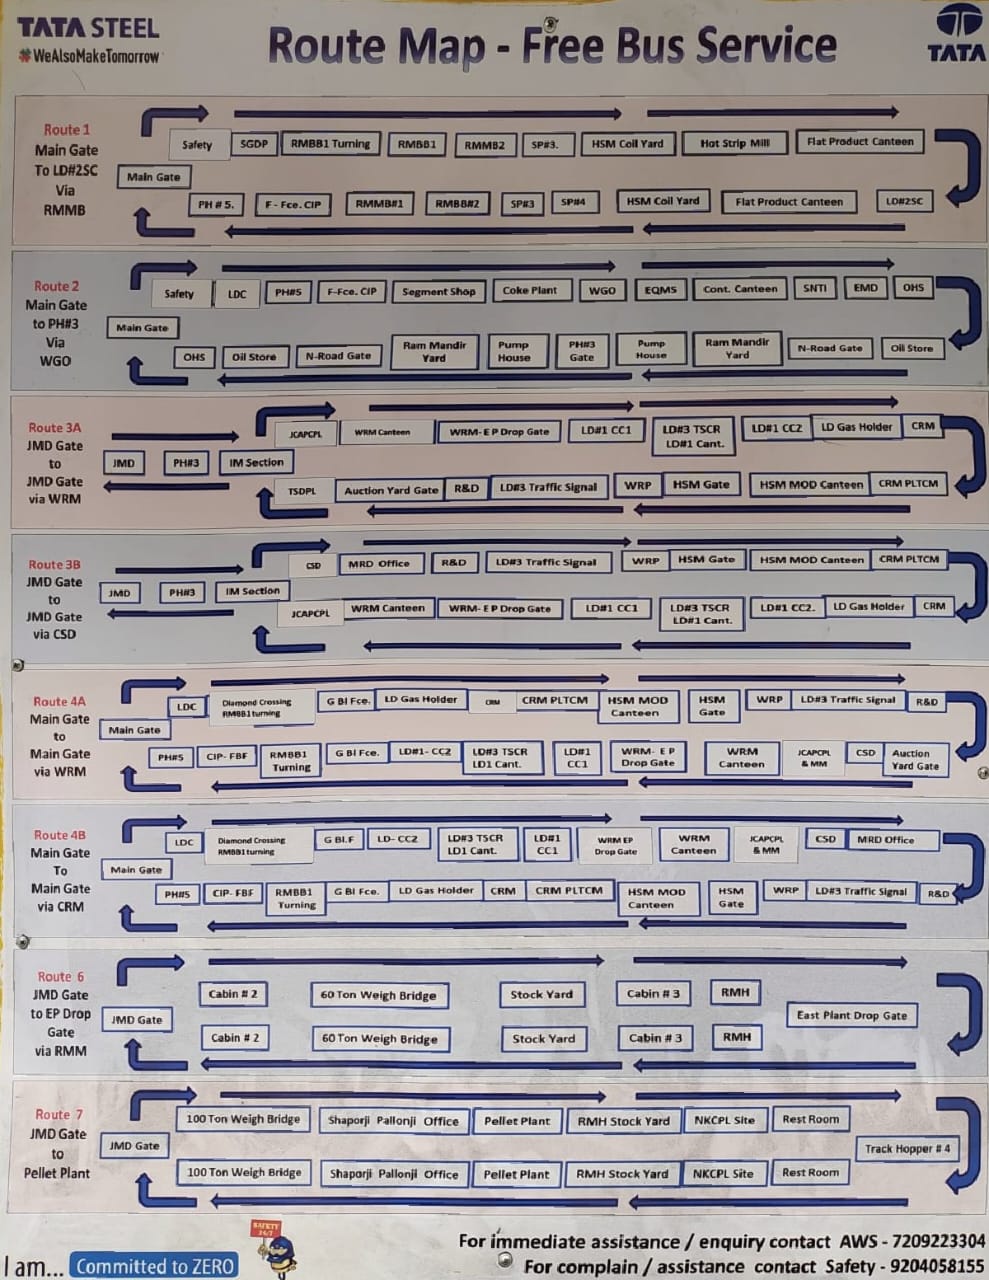 TATA STEEL
#WeAlsoMakeTomorrow
Route Map - Free Bus Service
TATA
Route 1
Main Gate
To LD#2SC
Via
RMMB
Safety SGDP RMBB1 Turning RMBB1 RMMB2 SP#3. HSM Coil Yard Hot Strip Mill Flat Product Canteen
Main Gate
PH # 5. F - Fce. CIP RMMB#1 RMBB#2 SP#3 SP#4 HSM Coil Yard Flat Product Canteen LD#2SC
Route 2
Main Gate
to PH#3
Via
WGO
Safety LDC PH#5 F-Fce. CIP Segment Shop Coke Plant WGO EQMS Cont. Canteen SNTI EMD OHS
Main Gate
OHS Oil Store N-Road Gate Ram Mandir Yard Pump House PH#3 Gate Pump House Ram Mandir Yard N-Road Gate Oil Store
Route 3A
JMD Gate
to
JMD Gate
via WRM
JCAPCPL WRM Canteen WRM- E P Drop Gate LD#1 CC1 LD#3 TSCR LD#1 Cant. LD#1 CC2 LD Gas Holder CRM
JMD PH#3 IM Section
TSDPL Auction Yard Gate R&D LD#3 Traffic Signal WRP HSM Gate HSM MOD Canteen CRM PLTCM
Route 3B
JMD Gate
to
JMD Gate
via CSD
CSD MRD Office R&D LD#3 Traffic Signal WRP HSM Gate HSM MOD Canteen CRM PLTCM
JMD PH#3 IM Section
JCAPCPL WRM Canteen WRM- E P Drop Gate LD#1 CC1 LD#3 TSCR LD#1 Cant. LD#1 CC2. LD Gas Holder CRM
Route 4A
Main Gate
to
Main Gate
via WRM
LDC Diamond Crossing RMBB1 turning G Bl Fce. LD Gas Holder CRM CRM PLTCM HSM MOD Canteen HSM Gate WRP LD#3 Traffic Signal R&D
Main Gate
PH#5 CIP- FBF RMBB1 Turning G Bl Fce. LD#1- CC2 LD#3 TSCR LD1 Cant. LD#1 CC1 WRM- E P Drop Gate WRM Canteen JCAPCPL & MM CSD Auction Yard Gate
Route 4B
Main Gate
To
Main Gate
via CRM
LDC Diamond Crossing RMBB1 turning G Bl.F LD- CC2 LD#3 TSCR LD1 Cant. LD#1 CC1 WRM EP Drop Gate WRM Canteen JCAPCPL & MM CSD MRD Office
Main Gate
PH#5 CIP- FBF RMBB1 Turning G Bl Fce. LD Gas Holder CRM CRM PLTCM HSM MOD Canteen HSM Gate WRP LD#3 Traffic Signal R&D
Route 6
JMD Gate
to EP Drop
Gate
via RMM
Cabin # 2 60 Ton Weigh Bridge Stock Yard Cabin # 3 RMH
JMD Gate East Plant Drop Gate
Cabin # 2 60 Ton Weigh Bridge Stock Yard Cabin # 3 RMH
Route 7
JMD Gate
to
Pellet Plant
100 Ton Weigh Bridge Shaporji Pallonji Office Pellet Plant RMH Stock Yard NKCPL Site Rest Room
JMD Gate Track Hopper # 4
100 Ton Weigh Bridge Shaporji Pallonji Office Pellet Plant RMH Stock Yard NKCPL Site Rest Room
SAFETY
24/7
For immediate assistance / enquiry contact AWS - 7209223304
I am... Committed to ZERO
For complain / assistance contact Safety - 9204058155